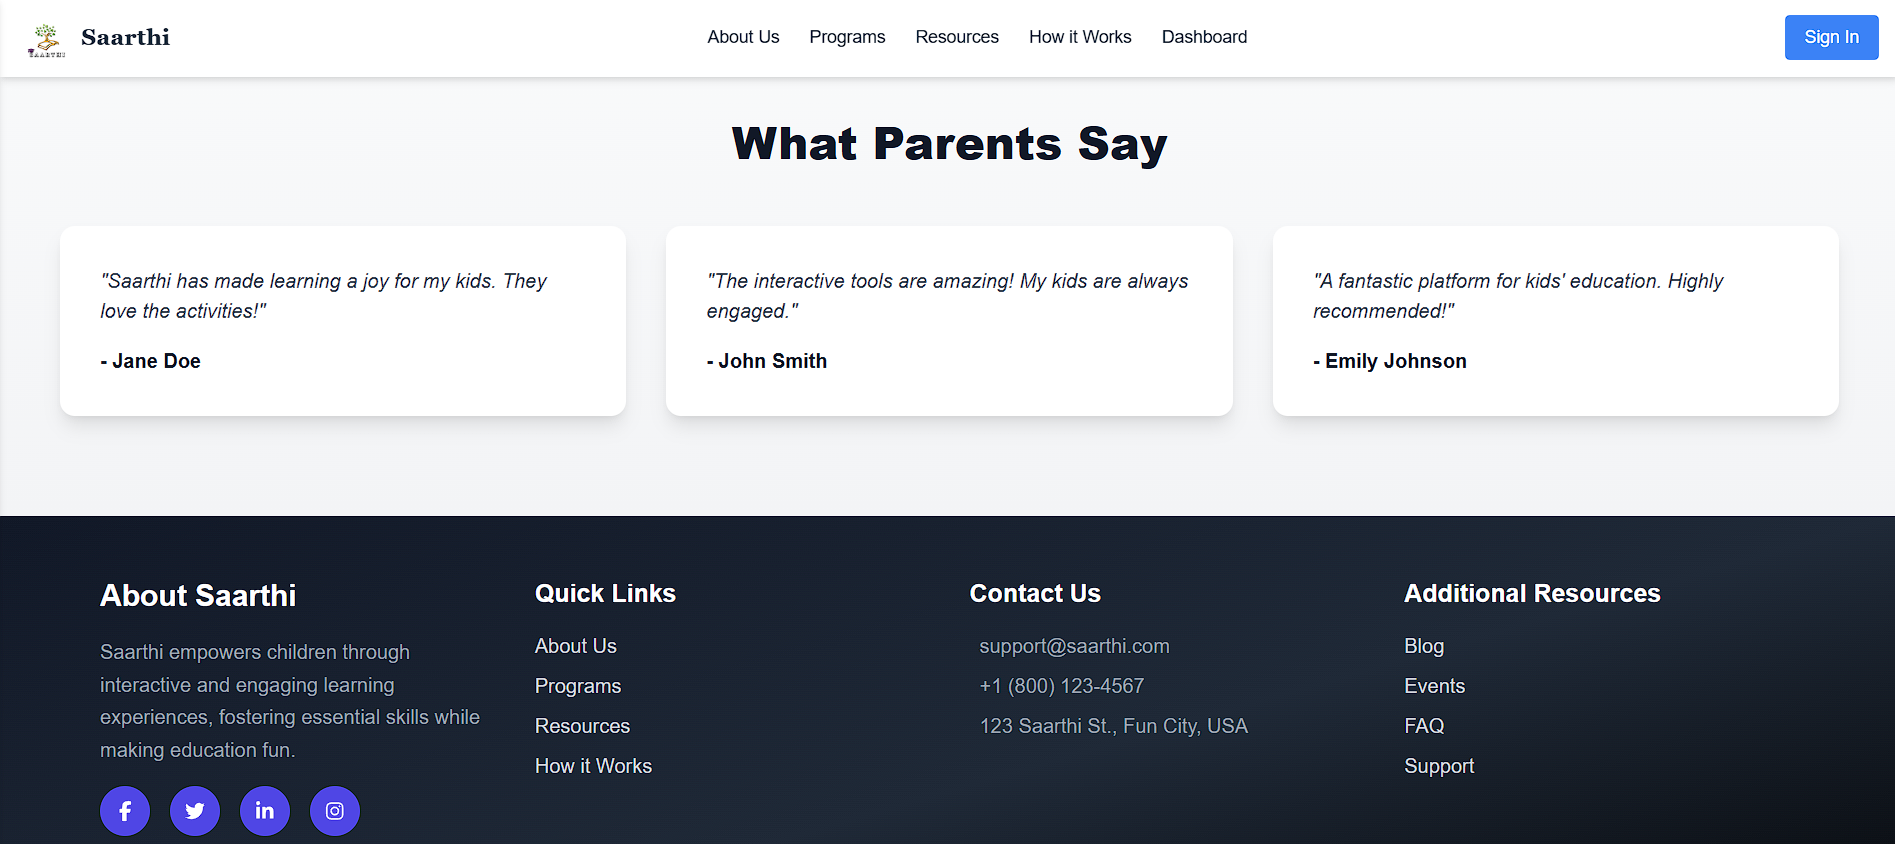 SAARTHI
Saarthi
About Us
Programs
Resources
How it Works
Dashboard
Sign In
What Parents Say
"Saarthi has made learning a joy for my kids. They
love the activities!"
- Jane Doe
"The interactive tools are amazing! My kids are always
engaged."
- John Smith
"A fantastic platform for kids' education. Highly
recommended!"
- Emily Johnson
About Saarthi
Saarthi empowers children through
interactive and engaging learning
experiences, fostering essential skills while
making education fun.
Quick Links
About Us
Programs
Resources
How it Works
Contact Us
support@saarthi.com
+1 (800) 123-4567
123 Saarthi St., Fun City, USA
Additional Resources
Blog
Events
FAQ
Support